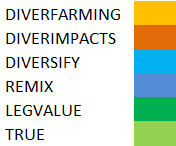 DIVERFARMING
DIVERIMPACTS
DIVERSIFY
REMIX
LEGVALUE
TRUE